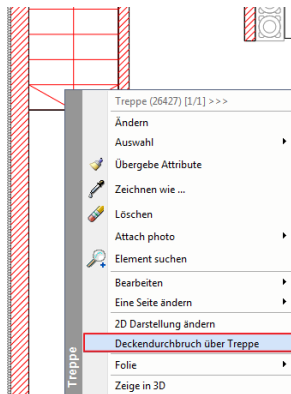 Treppe (26427) [1/1] >>>
Ändern
Auswahl
Übergebe Attribute
Zeichnen wie ...
Löschen
Attach photo
Element suchen
Bearbeiten
Eine Seite ändern
2D Darstellung ändern
Deckendurchbruch über Treppe
Folie
Zeige in 3D
Treppe